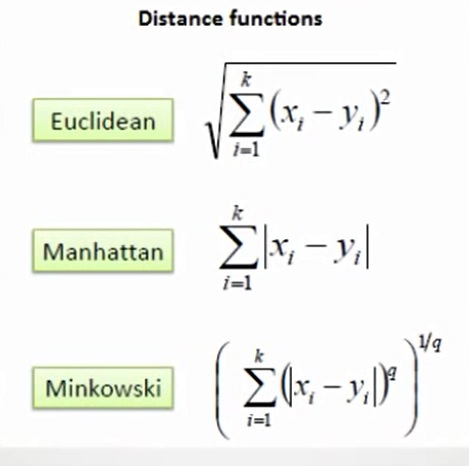 Distance functions
Euclidean √(∑_{i=1}^{k} (x_i − y_i)²)
Manhattan ∑_{i=1}^{k} |x_i − y_i|
Minkowski (∑_{i=1}^{k} (|x_i − y_i|)^q)^{1/q}